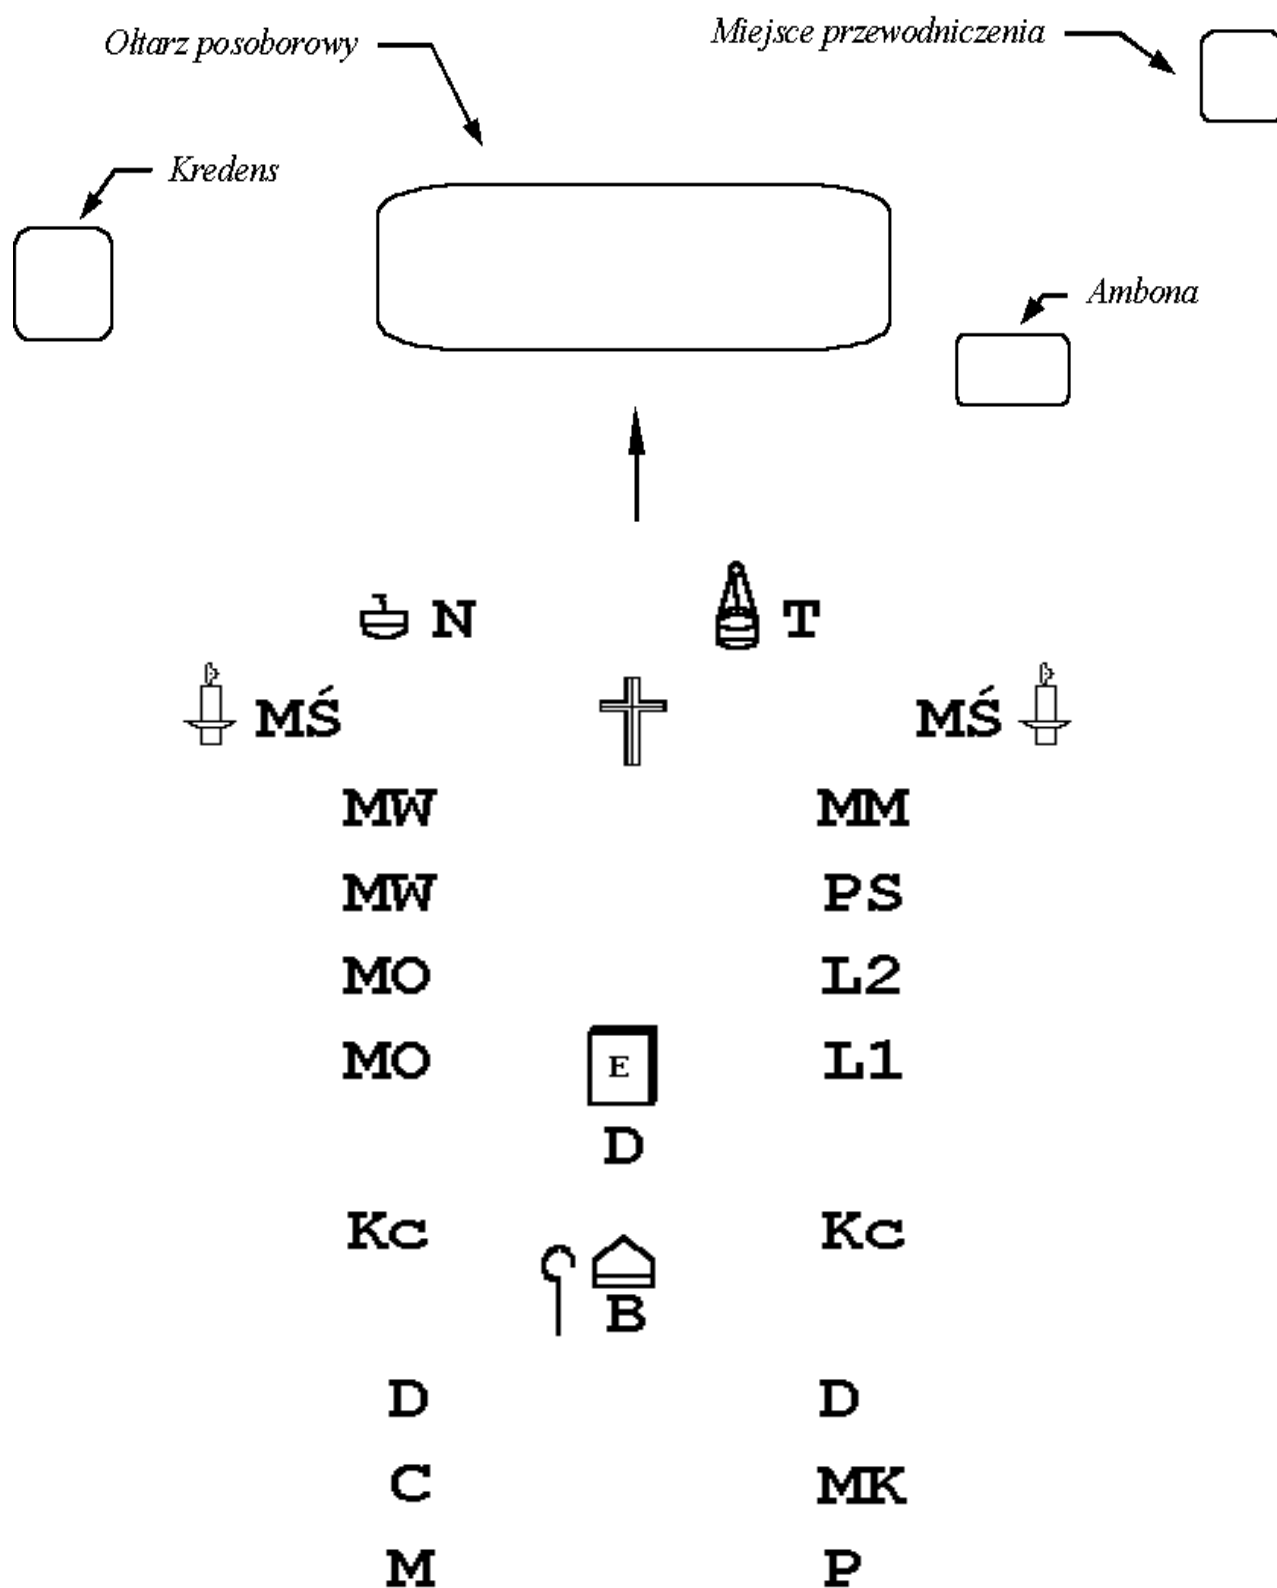 Miejsce przewodniczenia
Ołtarz posoborowy
Kredens
Ambona
N T
MŚ MŚ
MW MM
MW PS
MO L2
MO E L1
D
Kc Kc
B
D D
C MK
M P